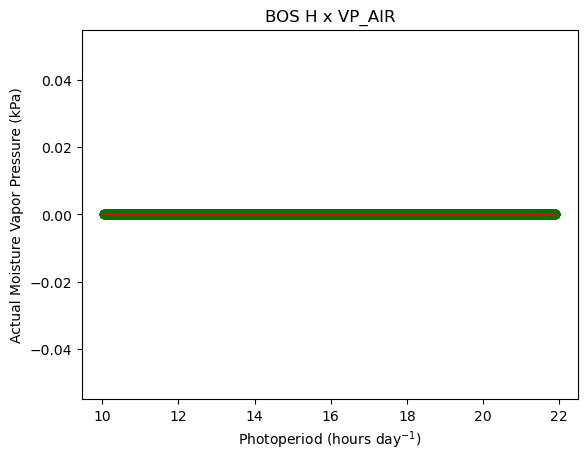 BOS H x VP_AIR
Actual Moisture Vapor Pressure (kPa)
0.04
0.02
0.00
−0.02
−0.04
10 12 14 16 18 20 22
Photoperiod (hours day⁻¹)